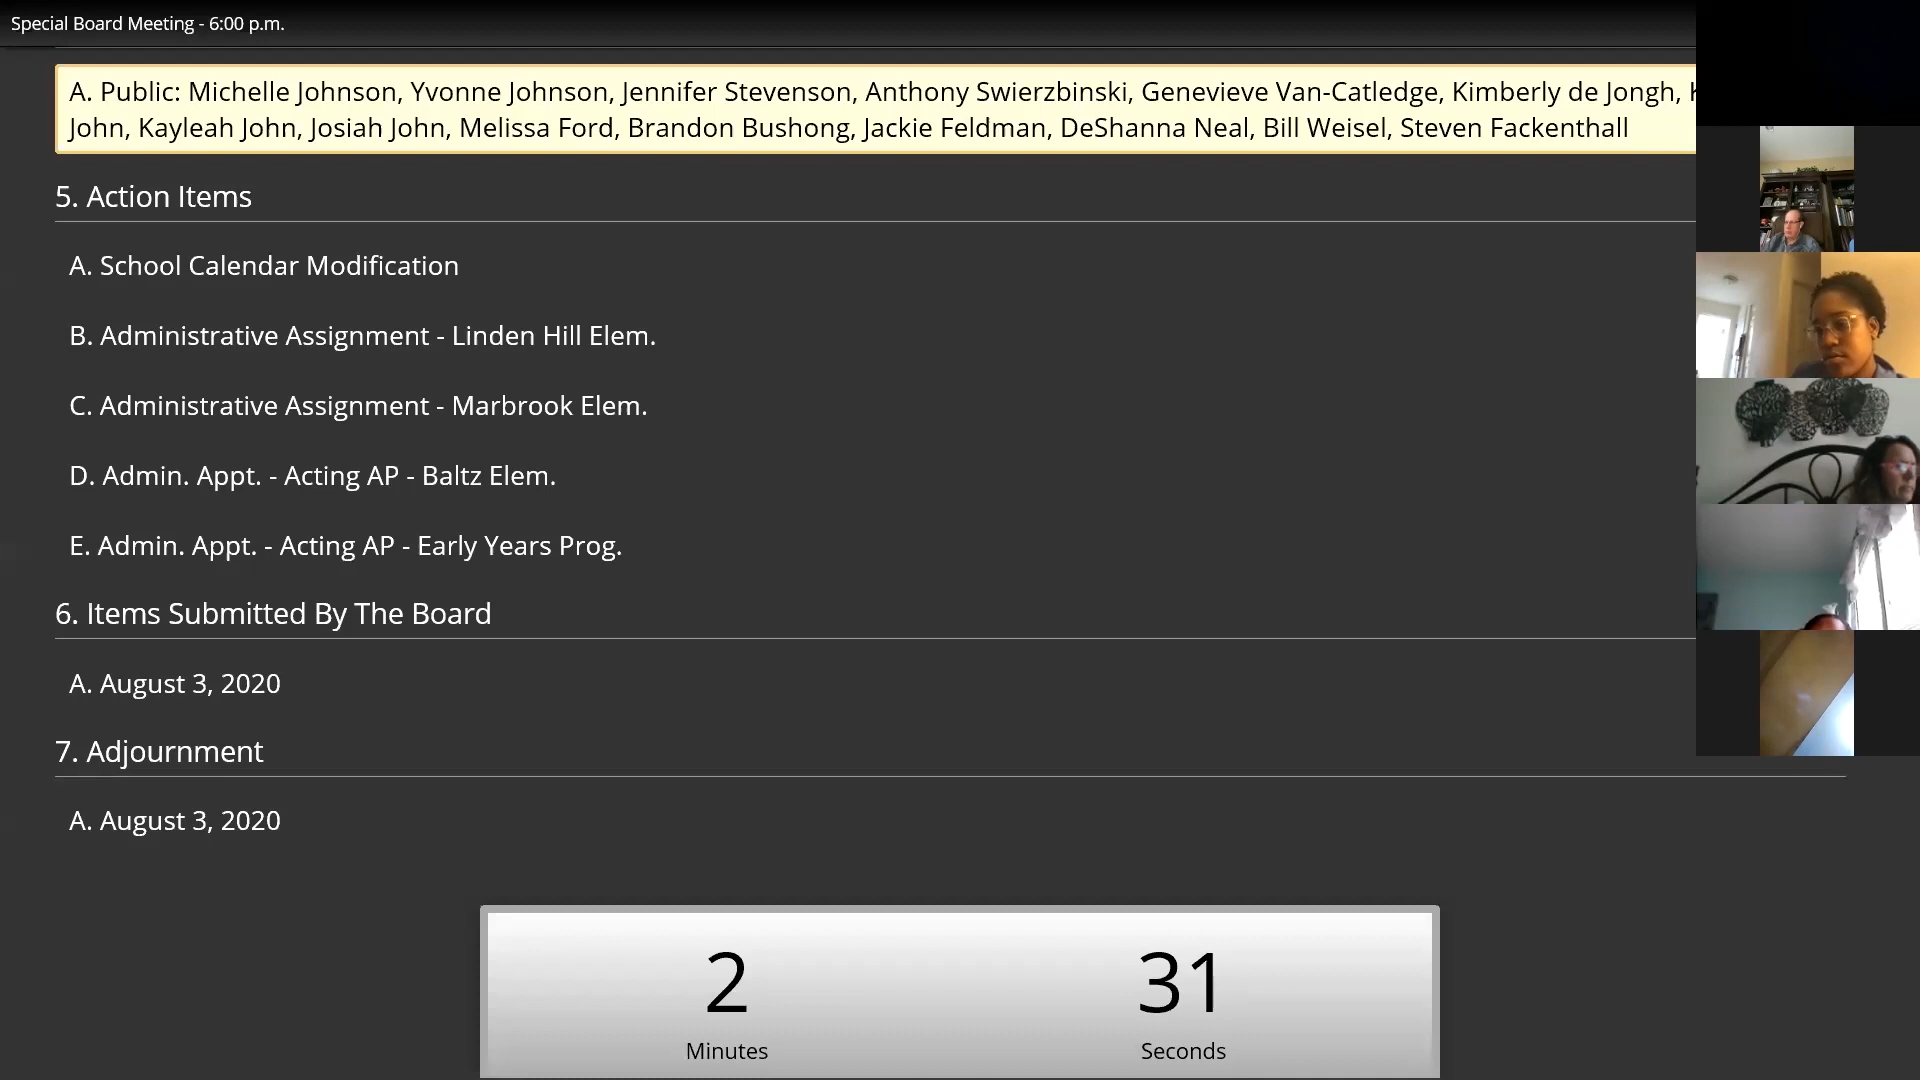 Special Board Meeting - 6:00 p.m.
A. Public: Michelle Johnson, Yvonne Johnson, Jennifer Stevenson, Anthony Swierzbinski, Genevieve Van-Catledge, Kimberly de Jongh,
John, Kayleah John, Josiah John, Melissa Ford, Brandon Bushong, Jackie Feldman, DeShanna Neal, Bill Weisel, Steven Fackenthall
5. Action Items
A. School Calendar Modification
B. Administrative Assignment - Linden Hill Elem.
C. Administrative Assignment - Marbrook Elem.
D. Admin. Appt. - Acting AP - Baltz Elem.
E. Admin. Appt. - Acting AP - Early Years Prog.
6. Items Submitted By The Board
A. August 3, 2020
7. Adjournment
A. August 3, 2020
2 31
Minutes Seconds